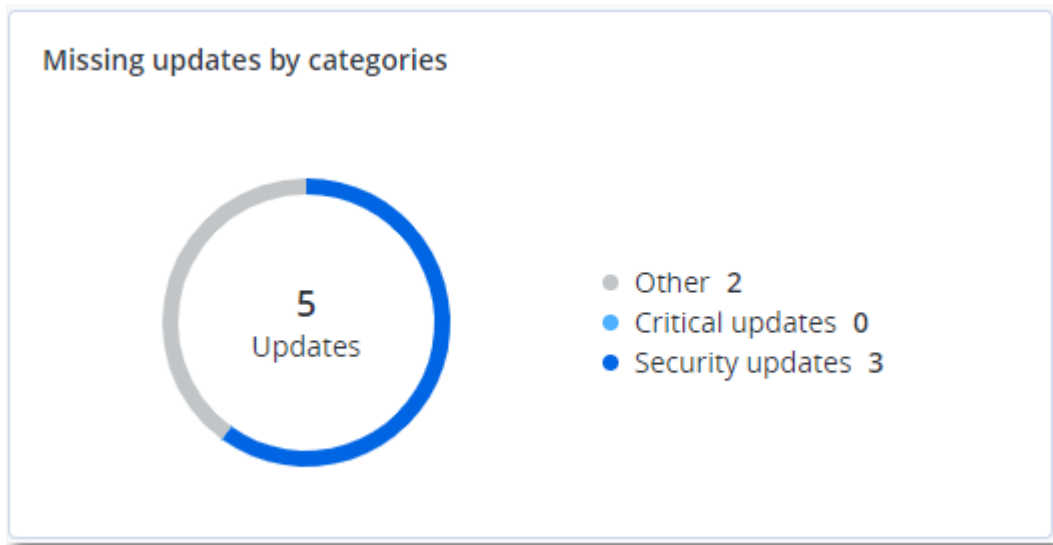 Missing updates by categories
5
Updates
Other 2
Critical updates 0
Security updates 3